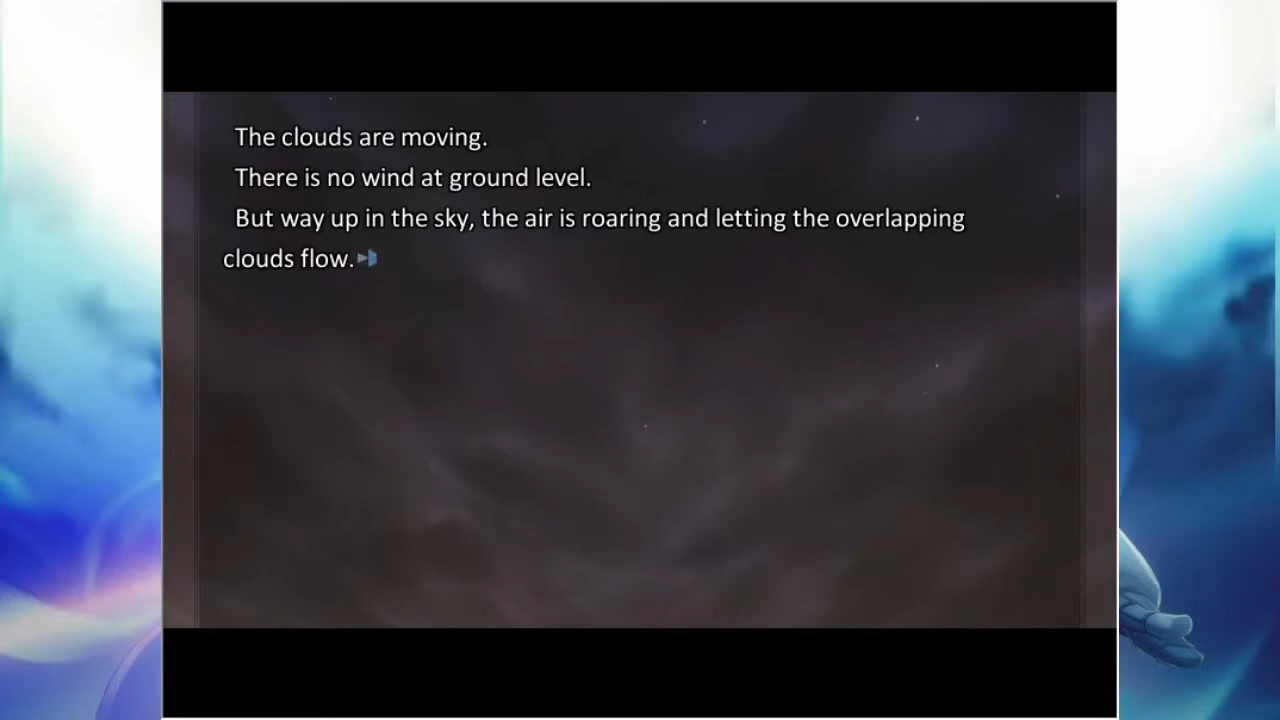 The clouds are moving.
There is no wind at ground level.
But way up in the sky, the air is roaring and letting the overlapping
clouds flow.